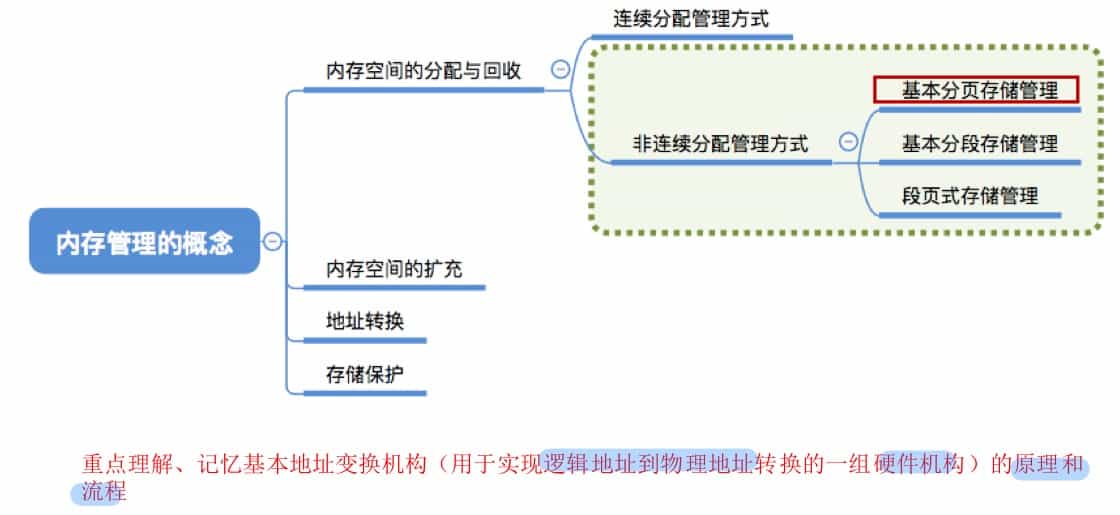 连续分配管理方式
内存空间的分配与回收
基本分页存储管理
非连续分配管理方式
基本分段存储管理
段页式存储管理
内存管理的概念
内存空间的扩充
地址转换
存储保护
重点理解、记忆基本地址变换机构（用于实现逻辑地址到物理地址转换的一组硬件机构）的原理和
流程